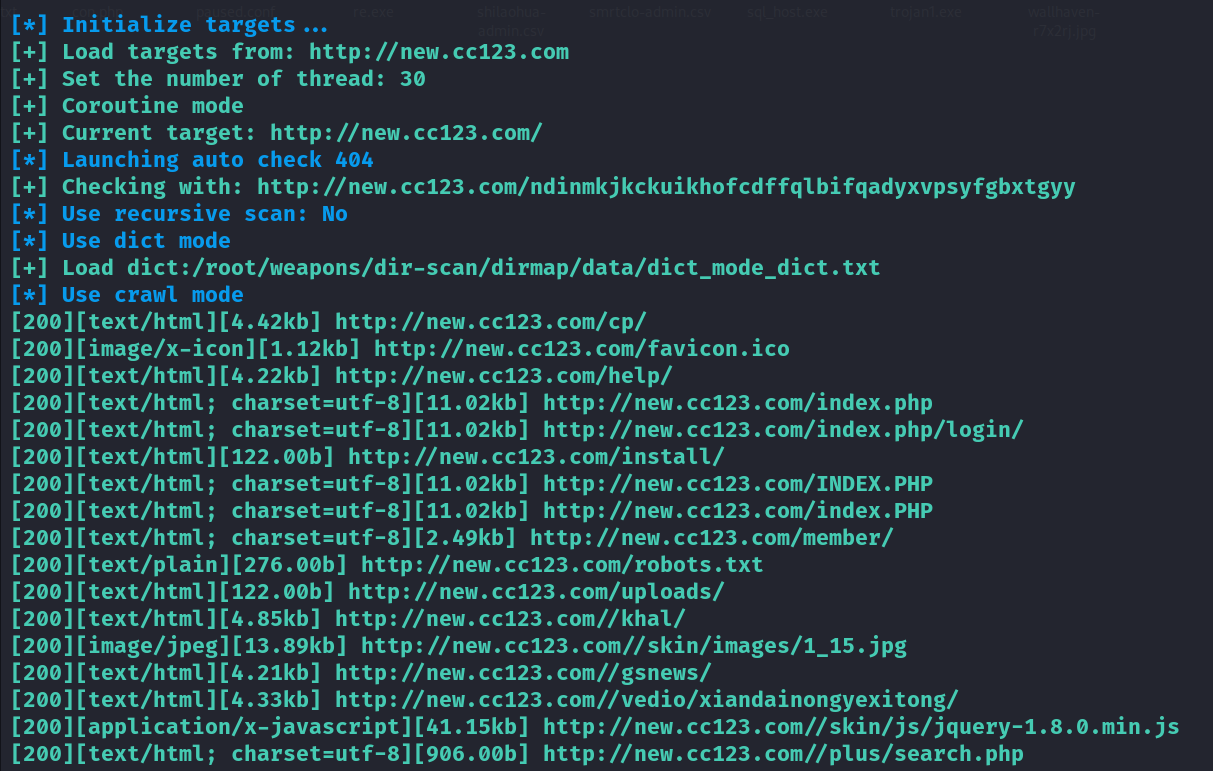 [*] Initialize targets...
[+] Load targets from: http://new.cc123.com
[+] Set the number of thread: 30
[+] Coroutine mode
[+] Current target: http://new.cc123.com/
[*] Launching auto check 404
[+] Checking with: http://new.cc123.com/ndinmkjkckuikhofcdffqlbifqadyxvpsyfgbxtgyy
[*] Use recursive scan: No
[*] Use dict mode
[+] Load dict:/root/weapons/dir-scan/dirmap/data/dict_mode_dict.txt
[*] Use crawl mode
[200][text/html][4.42kb] http://new.cc123.com/cp/
[200][image/x-icon][1.12kb] http://new.cc123.com/favicon.ico
[200][text/html][4.22kb] http://new.cc123.com/help/
[200][text/html; charset=utf-8][11.02kb] http://new.cc123.com/index.php
[200][text/html; charset=utf-8][11.02kb] http://new.cc123.com/index.php/login/
[200][text/html][122.00b] http://new.cc123.com/install/
[200][text/html; charset=utf-8][11.02kb] http://new.cc123.com/INDEX.PHP
[200][text/html; charset=utf-8][11.02kb] http://new.cc123.com/index.PHP
[200][text/html; charset=utf-8][2.49kb] http://new.cc123.com/member/
[200][text/plain][276.00b] http://new.cc123.com/robots.txt
[200][text/html][122.00b] http://new.cc123.com/uploads/
[200][text/html][4.85kb] http://new.cc123.com//khal/
[200][image/jpeg][13.89kb] http://new.cc123.com//skin/images/1_15.jpg
[200][text/html][4.21kb] http://new.cc123.com//gsnews/
[200][text/html][4.33kb] http://new.cc123.com//vedio/xiandainongyexitong/
[200][application/x-javascript][41.15kb] http://new.cc123.com//skin/js/jquery-1.8.0.min.js
[200][text/html; charset=utf-8][906.00b] http://new.cc123.com//plus/search.php